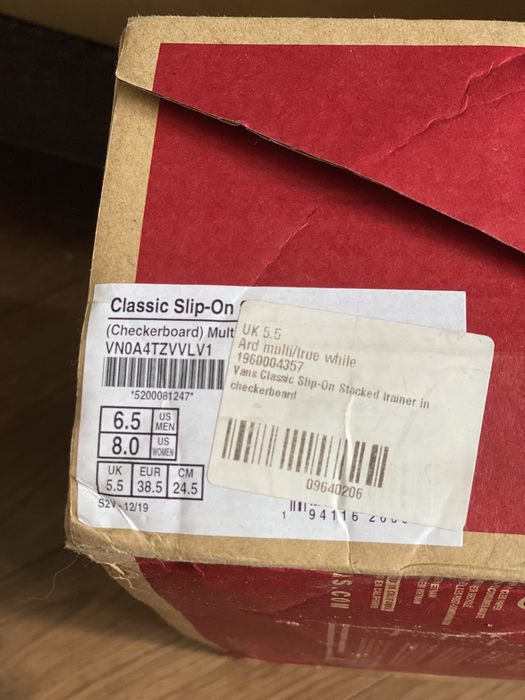 Classic Slip-On
(Checkerboard) Mult
VN0A4TZVVLV1
*5200081247*
6.5 US MEN
8.0 US WOMEN
UK EUR CM
5.5 38.5 24.5
S2V - 12/19
UK 5.5
Ard multi/true white
1960004357
Vans Classic Slip-On Stacked trainer in
checkerboard
09640206
1 94116 2